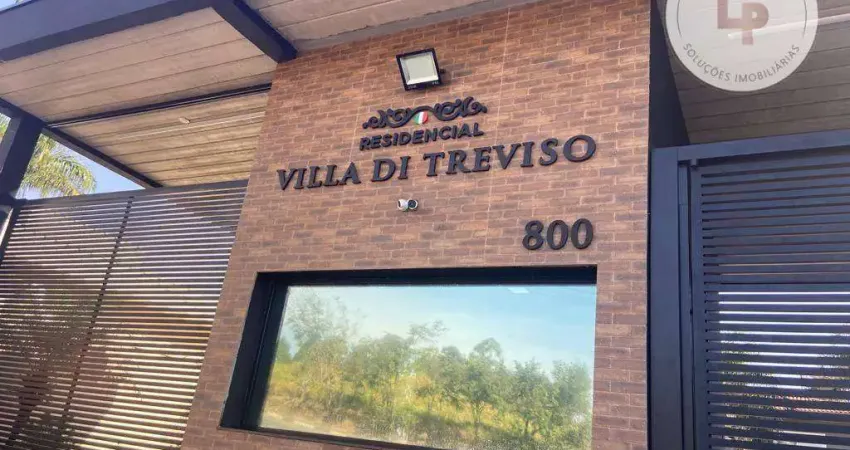 LP
SOLUÇÕES IMOBILIÁRIAS
RESIDENCIAL
VILLA DI TREVISO
800